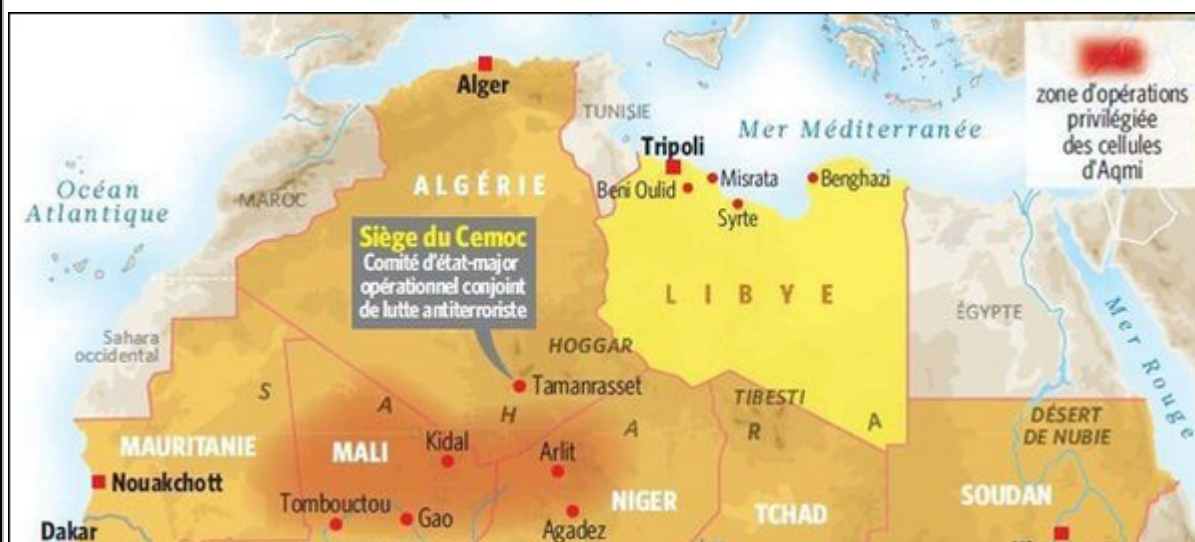 zone d'opérations
privilégiée
des cellules
d'Aqmi
Alger
TUNISIE
Mer Méditerranée
Tripoli
Beni Oulid
Misrata
Benghazi
Syrte
Océan
Atlantique
MAROC
ALGÉRIE
Siège du Cemoc
Comité d'état-major
opérationnel conjoint
de lutte antiterroriste
LIBYE
ÉGYPTE
Mer Rouge
Sahara
occidental
HOGGAR
Tamanrasset
TIBESTI
SAHARA
DÉSERT
DE NUBIE
MAURITANIE
MALI
Kidal
Arlit
Nouakchott
NIGER
SOUDAN
Tombouctou
Gao
Agadez
TCHAD
Dakar